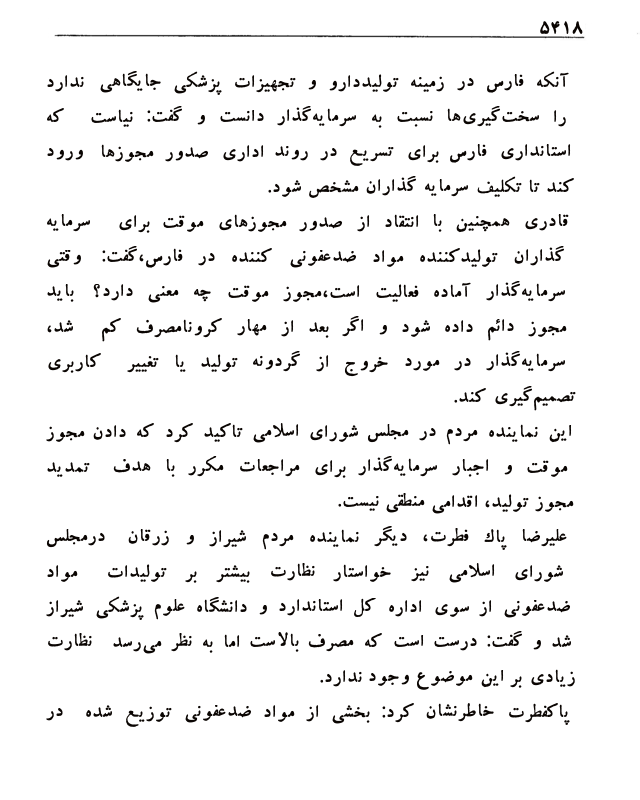 ۵۴۱۸
آنکه فارس در زمینه تولیددارو و تجهیزات پزشکی جایگاهی ندارد
را سخت‌گیری‌ها نسبت به سرمایه‌گذار دانست و گفت: نیاست که
استانداری فارس برای تسریع در روند اداری صدور مجوزها ورود
کند تا تکلیف سرمایه گذاران مشخص شود.
قادری همچنین با انتقاد از صدور مجوزهای موقت برای سرمایه
گذاران تولیدکننده مواد ضدعفونی کننده در فارس،گفت: وقتی
سرمایه‌گذار آماده فعالیت است،مجوز موقت چه معنی دارد؟ باید
مجوز دائم داده شود و اگر بعد از مهار کرونامصرف کم شد،
سرمایه‌گذار در مورد خروج از گردونه تولید یا تغییر کاربری
تصمیم‌گیری کند.
این نماینده مردم در مجلس شورای اسلامی تاکید کرد که دادن مجوز
موقت و اجبار سرمایه‌گذار برای مراجعات مکرر با هدف تمدید
مجوز تولید، اقدامی منطقی نیست.
علیرضا پاك فطرت، دیگر نماینده مردم شیراز و زرقان درمجلس
شورای اسلامی نیز خواستار نظارت بیشتر بر تولیدات مواد
ضدعفونی از سوی اداره کل استاندارد و دانشگاه علوم پزشکی شیراز
شد و گفت: درست است که مصرف بالاست اما به نظر می‌رسد نظارت
زیادی بر این موضوع وجود ندارد.
پاکفطرت خاطرنشان کرد: بخشی از مواد ضدعفونی توزیع شده در